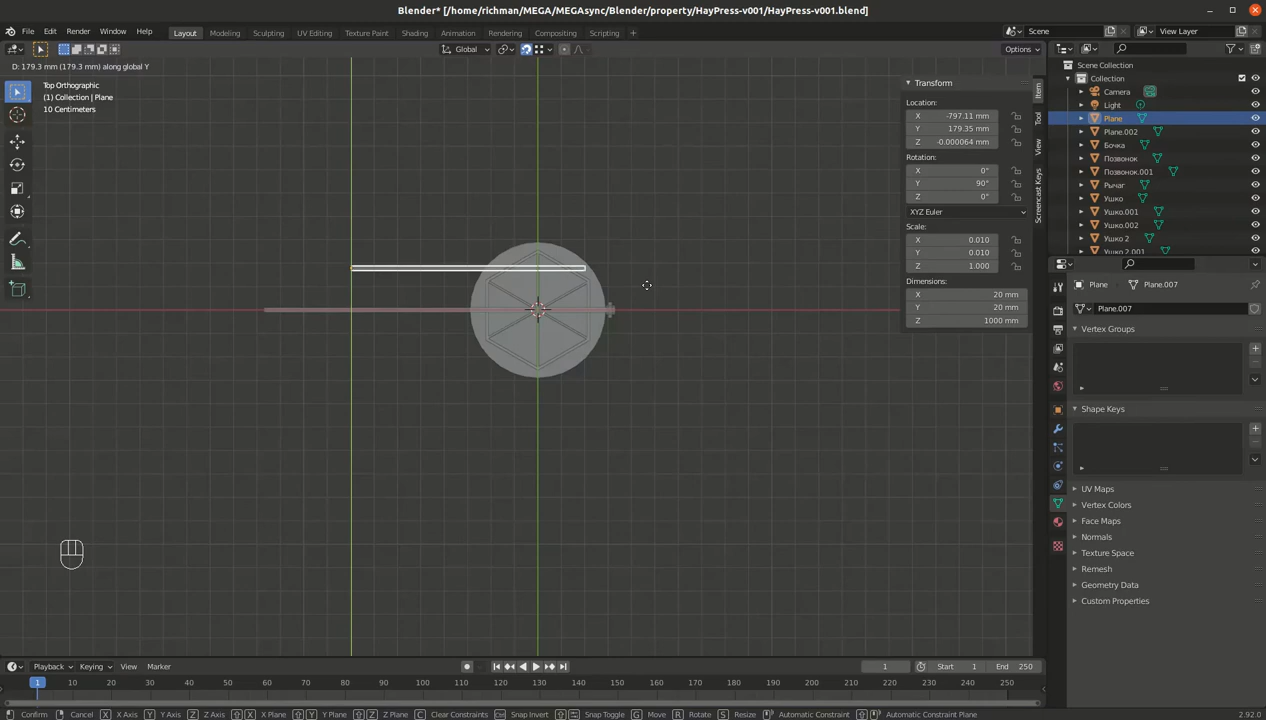 Blender* [/home/richman/MEGA/MEGAsync/Blender/property/HayPress-v001/HayPress-v001.blend]
File Edit Render Window Help Layout Modeling Sculpting UV Editing Texture Paint Shading Animation Rendering Compositing Scripting + Scene View Layer
Global Options
D: 179.3 mm (179.3 mm) along global Y
Top Orthographic
(1) Collection | Plane
10 Centimeters
Transform
Location:
X -797.11 mm
Y 179.35 mm
Z -0.000064 mm
Rotation:
X 0°
Y 90°
Z 0°
XYZ Euler
Scale:
X 0.010
Y 0.010
Z 1.000
Dimensions:
X 20 mm
Y 20 mm
Z 1000 mm
Item
Tool
View
Screencast Keys
Scene Collection
Collection
Camera
Light
Plane
Plane.002
Бочка
Позвонок
Позвонок.001
Рычаг
Ушко
Ушко.001
Ушко.002
Ушко 2
Ушко 2.001
Plane Plane.007
Plane.007
Vertex Groups
Shape Keys
UV Maps
Vertex Colors
Face Maps
Normals
Texture Space
Remesh
Geometry Data
Custom Properties
Playback Keying View Marker 1 Start 1 End 250
1 10 20 30 40 50 60 70 80 90 100 110 120 130 140 150 160 170 180 190 200 210 220 230 240 250
Confirm Cancel X X Axis Y Y Axis Z Z Axis X X Plane Y Y Plane Z Z Plane C Clear Constraints Snap Invert Snap Toggle G Move R Rotate S Resize Automatic Constraint Automatic Constraint Plane 2.92.0